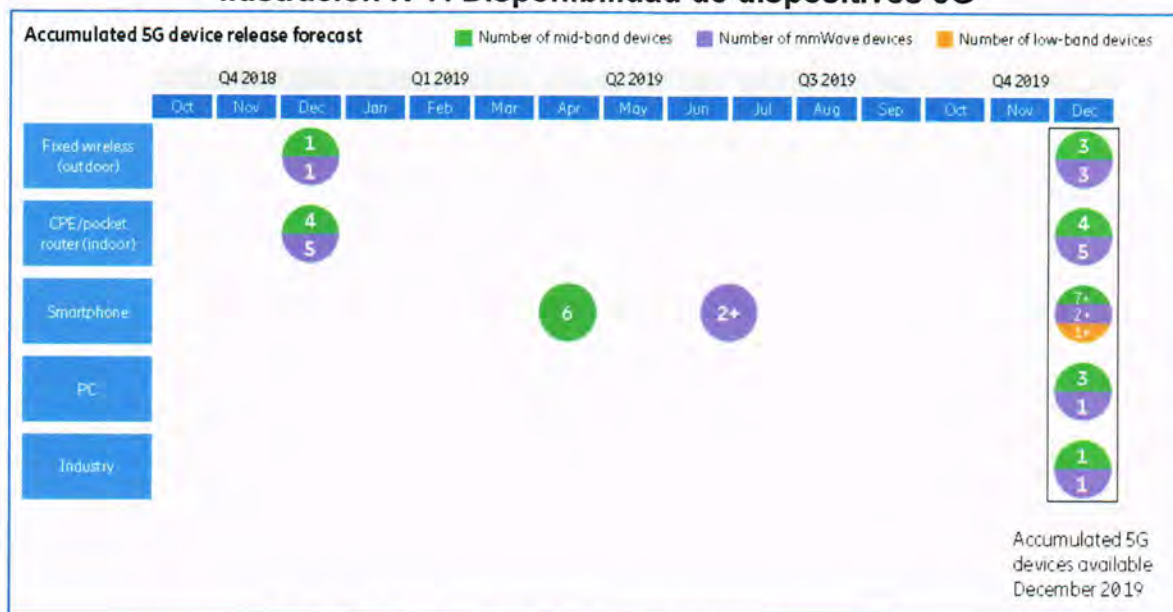 Accumulated 5G device release forecast
Number of mid-band devices
Number of mmWave devices
Number of low-band devices
Q4 2018
Q1 2019
Q2 2019
Q3 2019
Q4 2019
Oct Nov Dec Jan Feb Mar Apr May Jun Jul Aug Sep Oct Nov Dec
Fixed wireless
(outdoor)
1
1
3
3
CPE/pocket
router (indoor)
4
5
4
5
Smartphone
6
2+
7+
2+
1+
PC
3
1
Industry
1
1
Accumulated 5G
devices available
December 2019